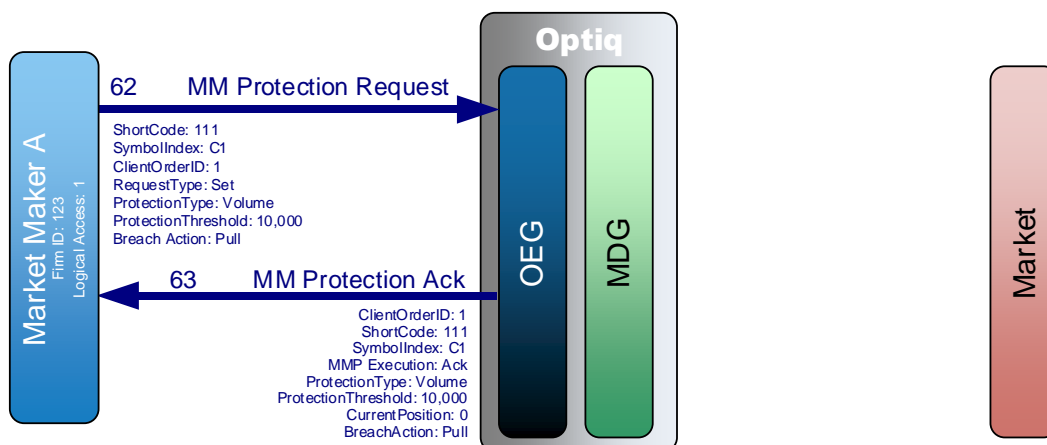 Optiq
Market Maker A
Firm ID: 123
Logical Access: 1
62 MM Protection Request
ShortCode: 111
SymbolIndex: C1
ClientOrderID: 1
RequestType: Set
ProtectionType: Volume
ProtectionThreshold: 10,000
Breach Action: Pull
63 MM Protection Ack
ClientOrderID: 1
ShortCode: 111
SymbolIndex: C1
MMP Execution: Ack
ProtectionType: Volume
ProtectionThreshold: 10,000
CurrentPosition: 0
BreachAction: Pull
OEG
MDG
Market